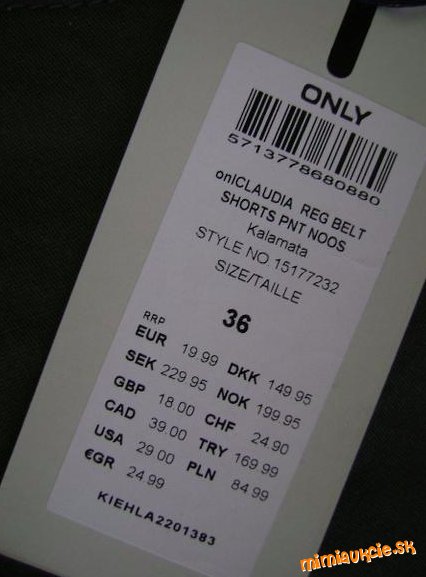 ONLY
5713778680880
onlCLAUDIA REG BELT
SHORTS PNT NOOS
Kalamata
STYLE NO.15177232
SIZE/TAILLE
36
RRP
EUR 19.99 DKK 149.95
SEK 229.95 NOK 199.95
GBP 18.00 CHF 24.90
CAD 39.00 TRY 169.99
USA 29.00 PLN 84.99
€GR 24.99
KIEHLA2201383
mimiaukcie.sk